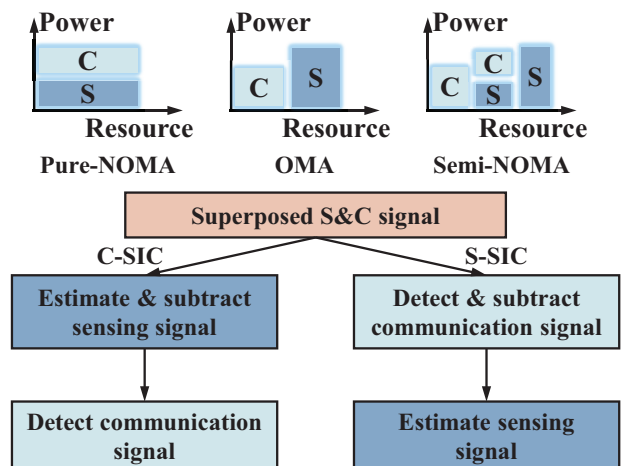 Power Power Power
C C C C
S S S S
Resource Resource Resource
Pure-NOMA OMA Semi-NOMA
Superposed S&C signal
C-SIC S-SIC
Estimate & subtract
sensing signal
Detect & subtract
communication signal
Detect communication
signal
Estimate sensing
signal